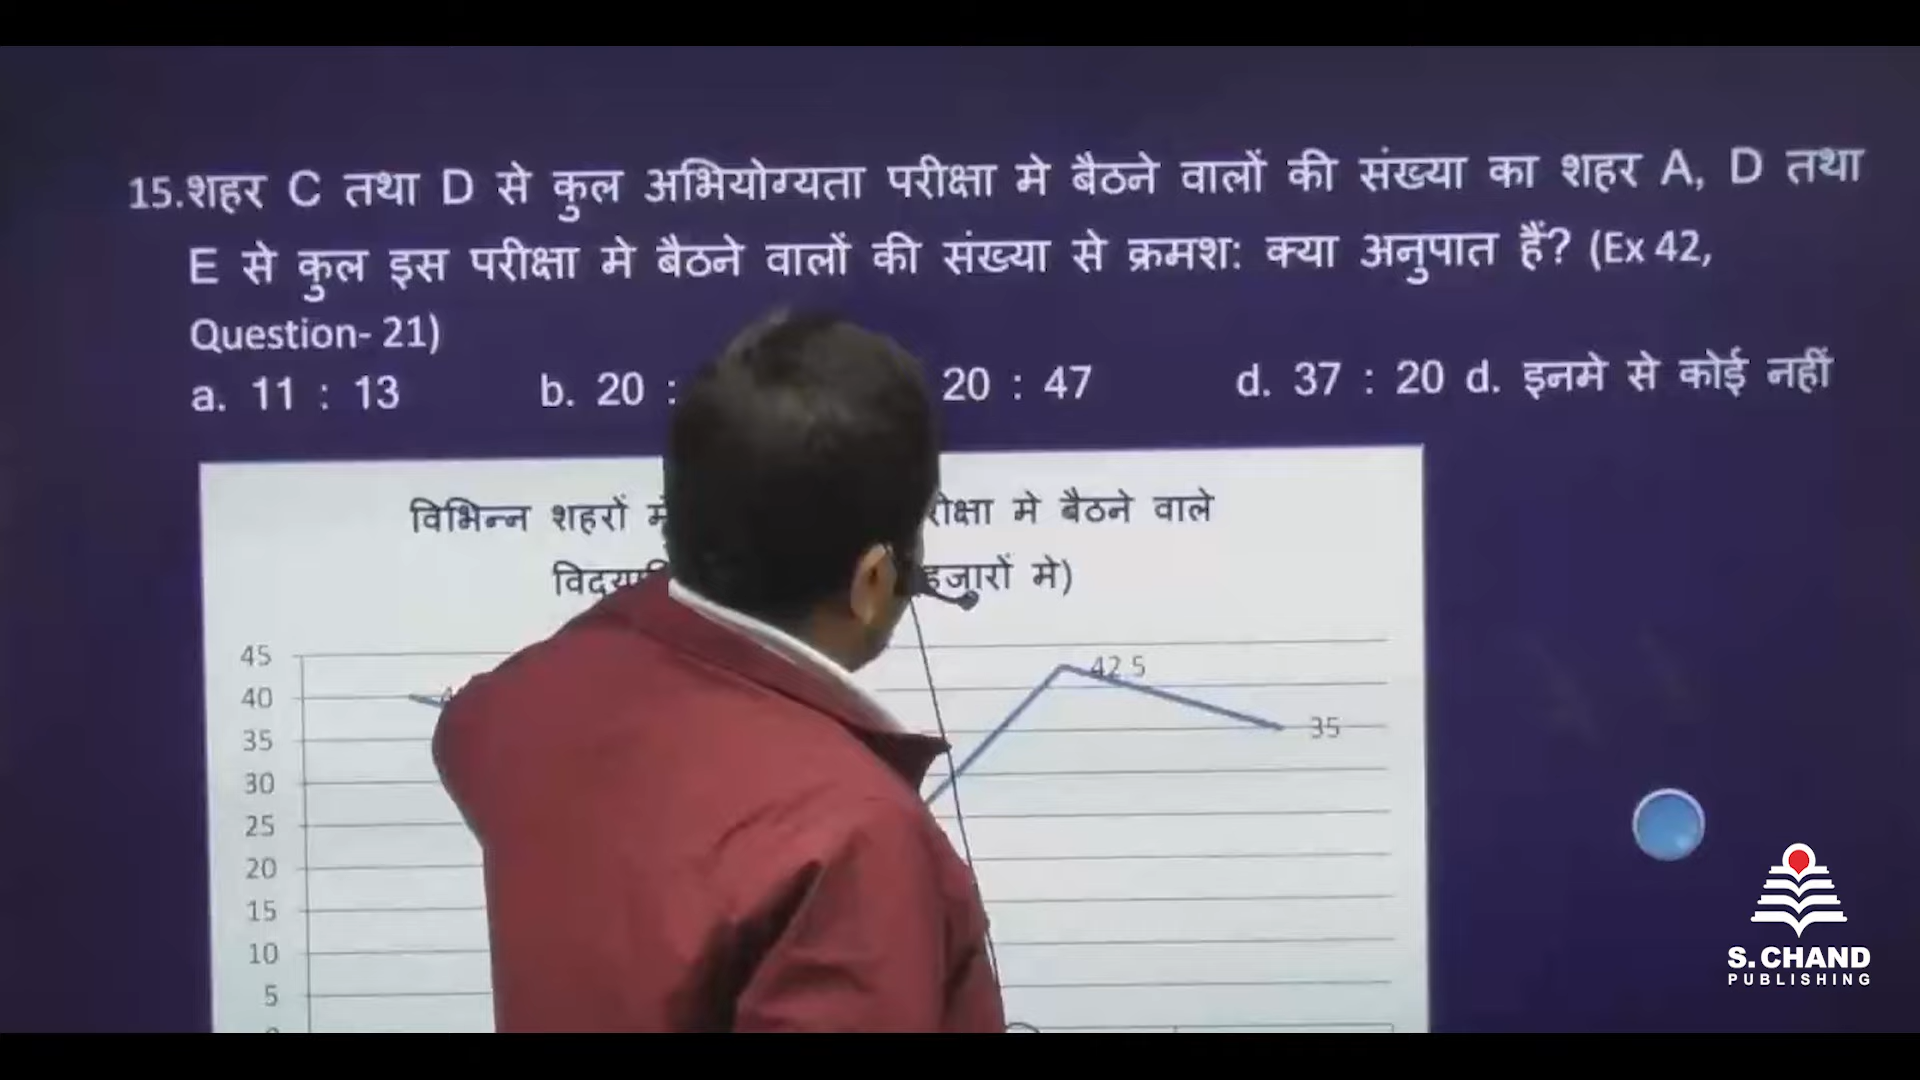 15.शहर C तथा D से कुल अभियोग्यता परीक्षा मे बैठने वालों की संख्या का शहर A, D तथा
E से कुल इस परीक्षा मे बैठने वालों की संख्या से क्रमश: क्या अनुपात हैं? (Ex 42,
Question- 21)
a. 11 : 13 b. 20 : 20 : 47 d. 37 : 20 d. इनमे से कोई नहीं
विभिन्न शहरों मे बैठने वाले
हजारों मे)
45
40
35
30
25
20
15
10
5
42.5
35
S. CHAND
PUBLISHING